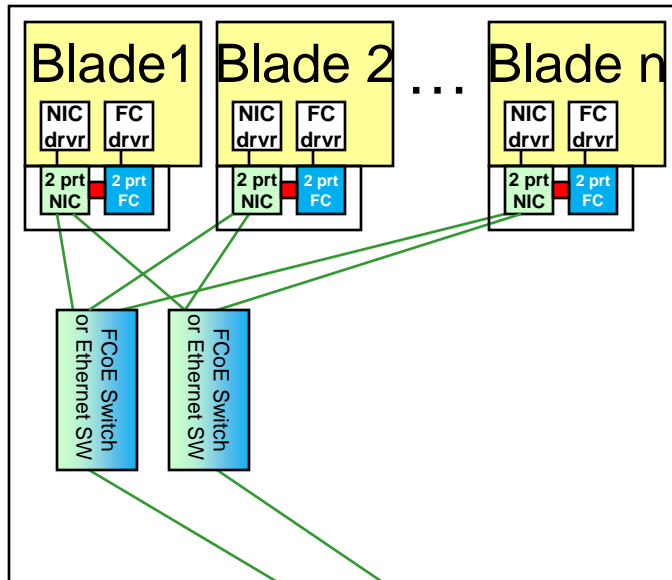 Blade1
Blade 2
...
Blade n
NIC
drvr
FC
drvr
NIC
drvr
FC
drvr
NIC
drvr
FC
drvr
2 prt
NIC
2 prt
FC
2 prt
NIC
2 prt
FC
2 prt
NIC
2 prt
FC
FCoE Switch
or Ethernet SW
FCoE Switch
or Ethernet SW